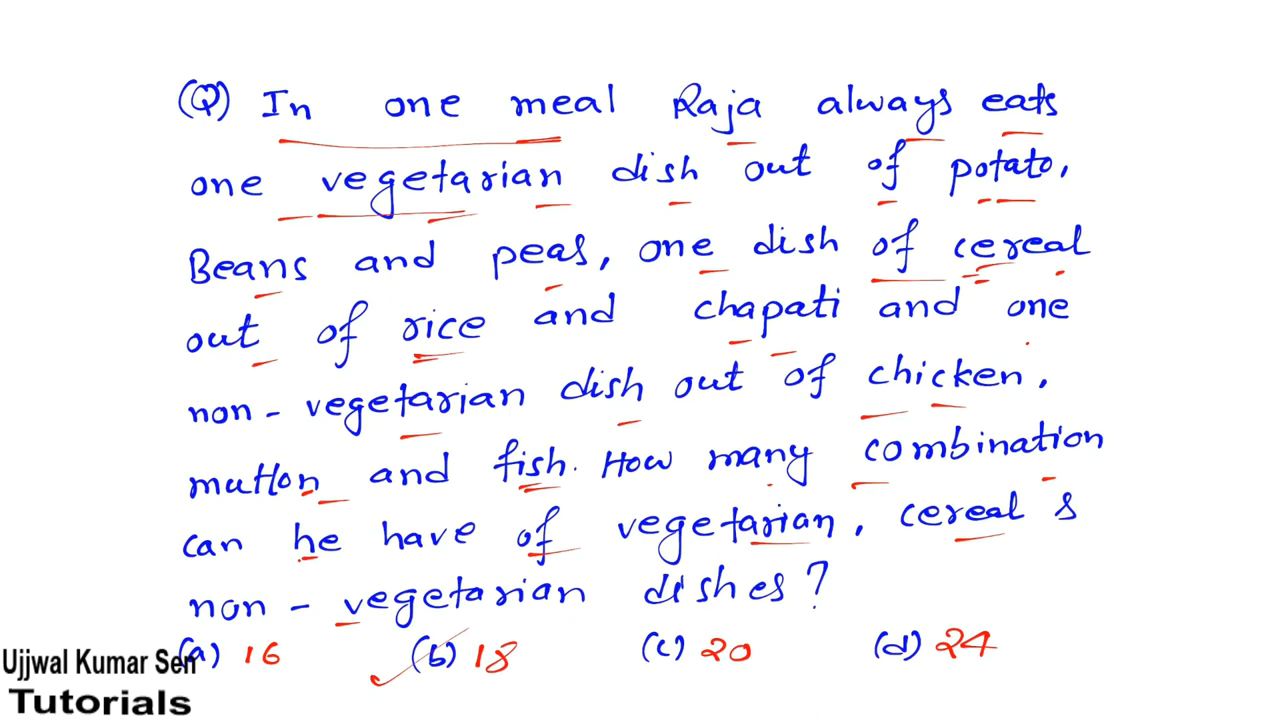 (Q) In one meal Raja always eats
one vegetarian dish out of potato,
Beans and peas, one dish of cereal
out of rice and chapati and one
non-vegetarian dish out of chicken,
mutton and fish. How many combination
can he have of vegetarian, cereal &
non-vegetarian dishes?
(a) 16 (b) 18 (c) 20 (d) 24
Ujjwal Kumar Sen
Tutorials